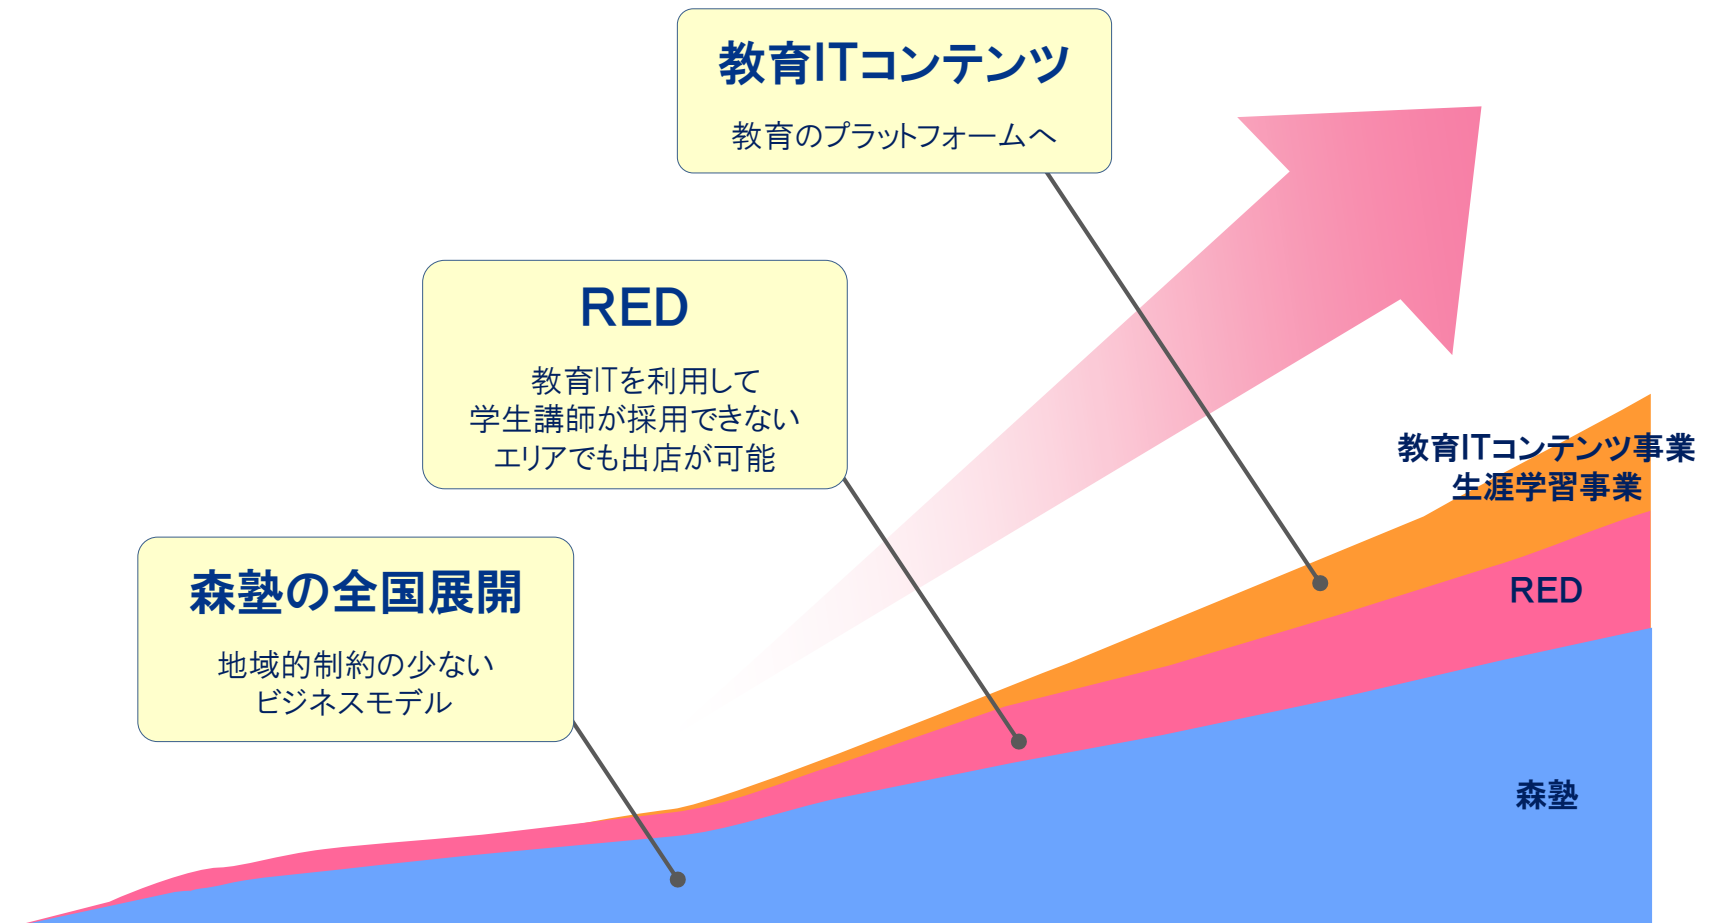 教育ITコンテンツ
教育のプラットフォームへ
RED
教育ITを利用して
学生講師が採用できない
エリアでも出店が可能
森塾の全国展開
地域的制約の少ない
ビジネスモデル
教育ITコンテンツ事業
生涯学習事業
RED
森塾